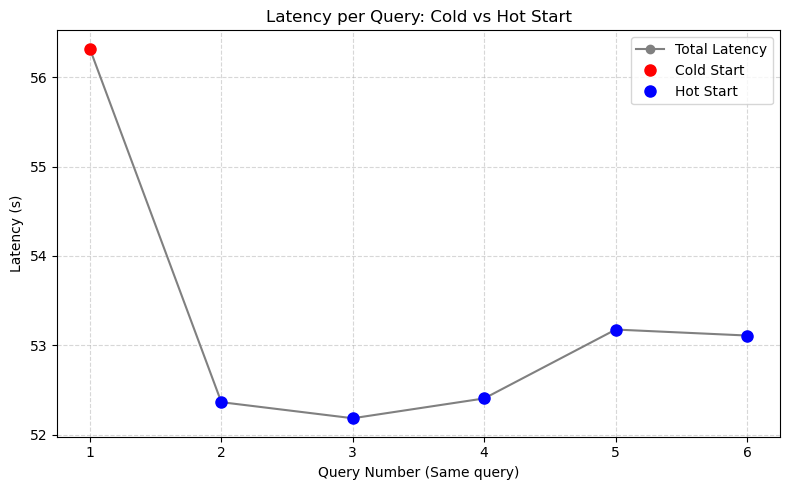 Latency per Query: Cold vs Hot Start
Total Latency
Cold Start
Hot Start
Latency (s)
56
55
54
53
52
1 2 3 4 5 6
Query Number (Same query)